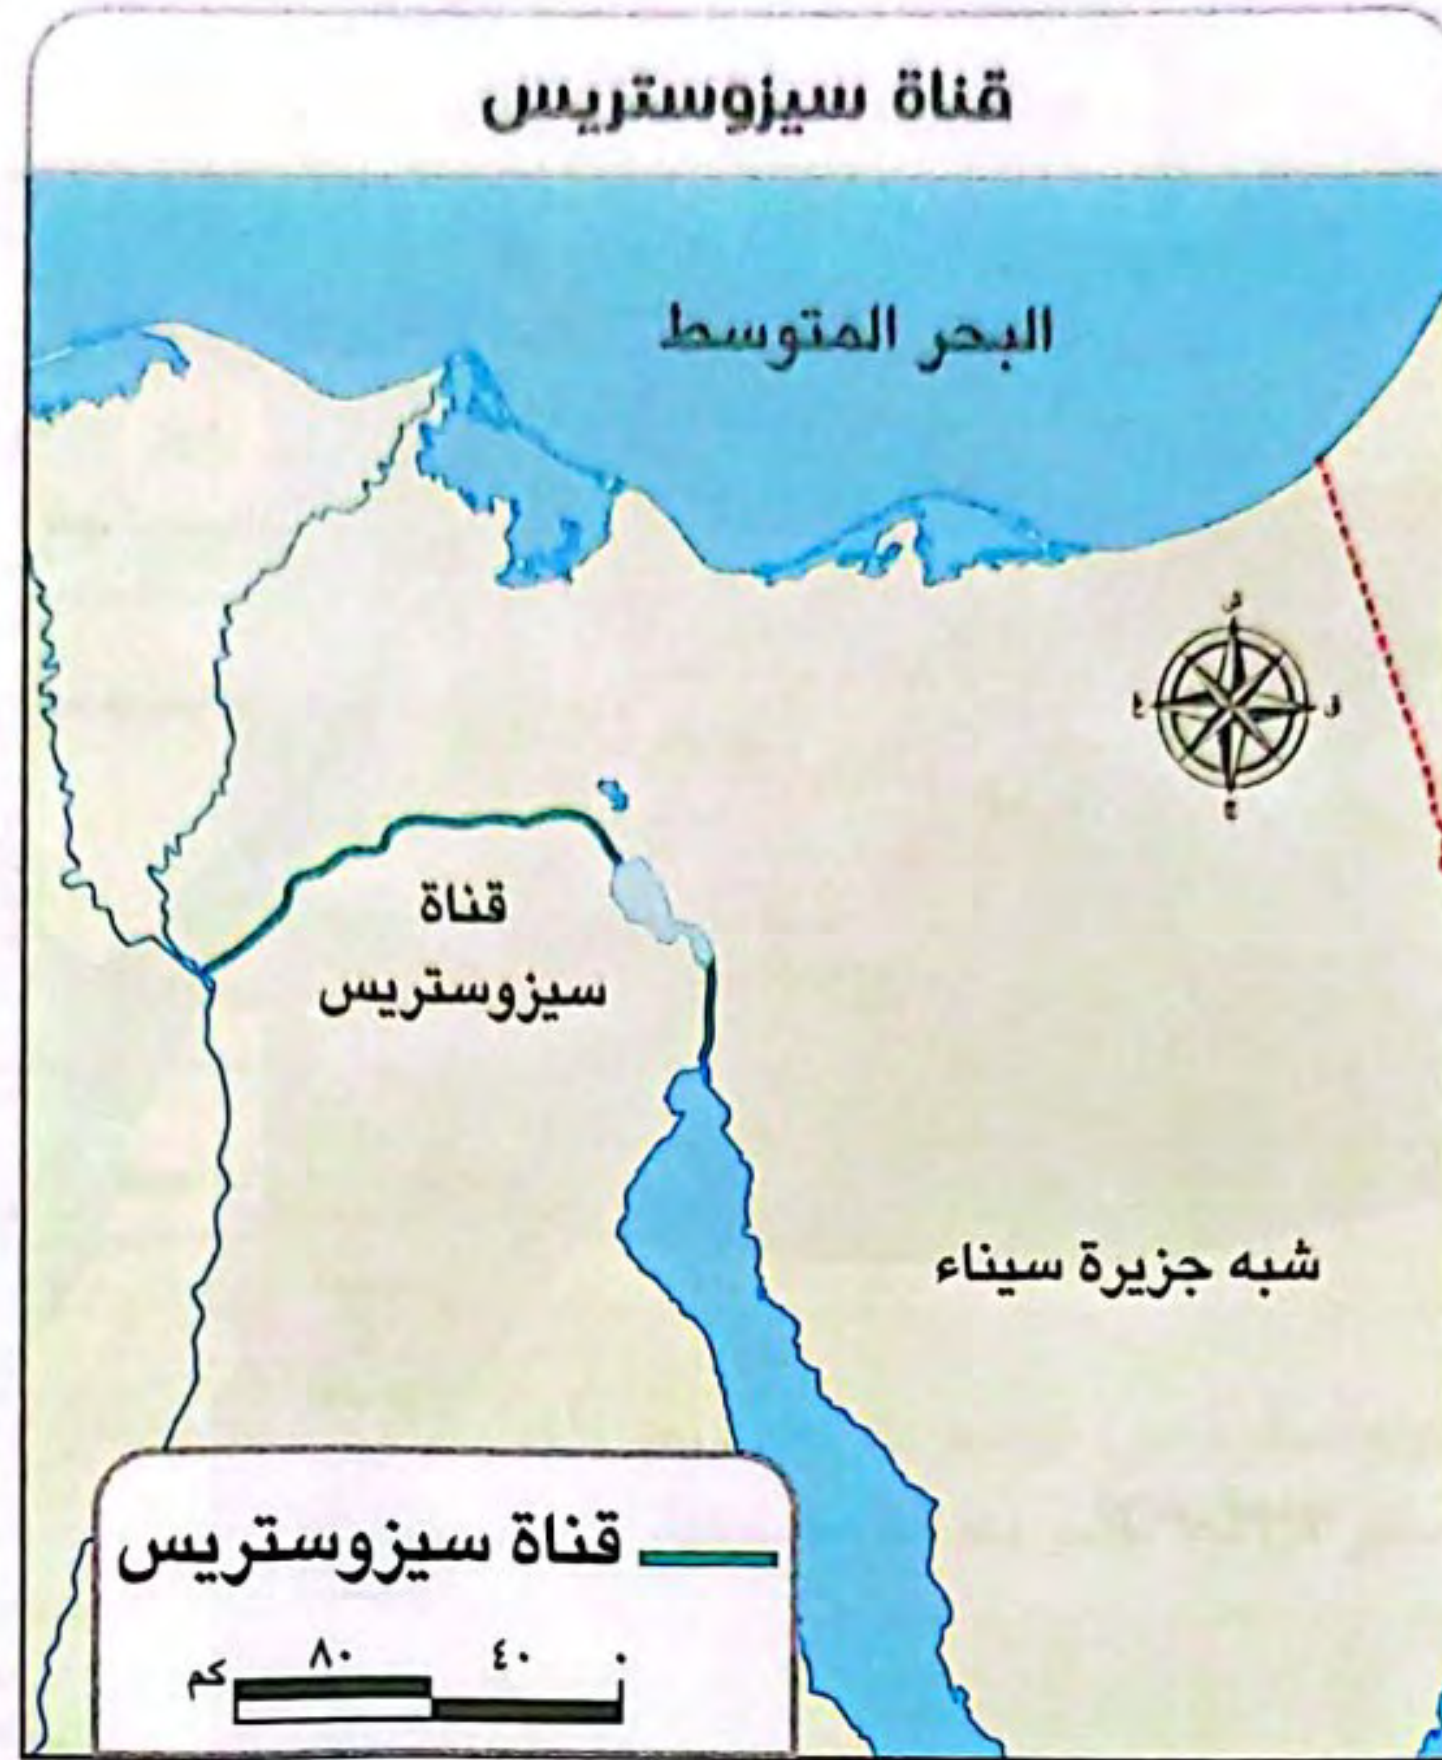 قناة سيزوستريس
البحر المتوسط
ش
غ
ق
ج
قناة
سيزوستريس
شبه جزيرة سيناء
قناة سيزوستريس
٠ ٤٠ ٨٠ كم